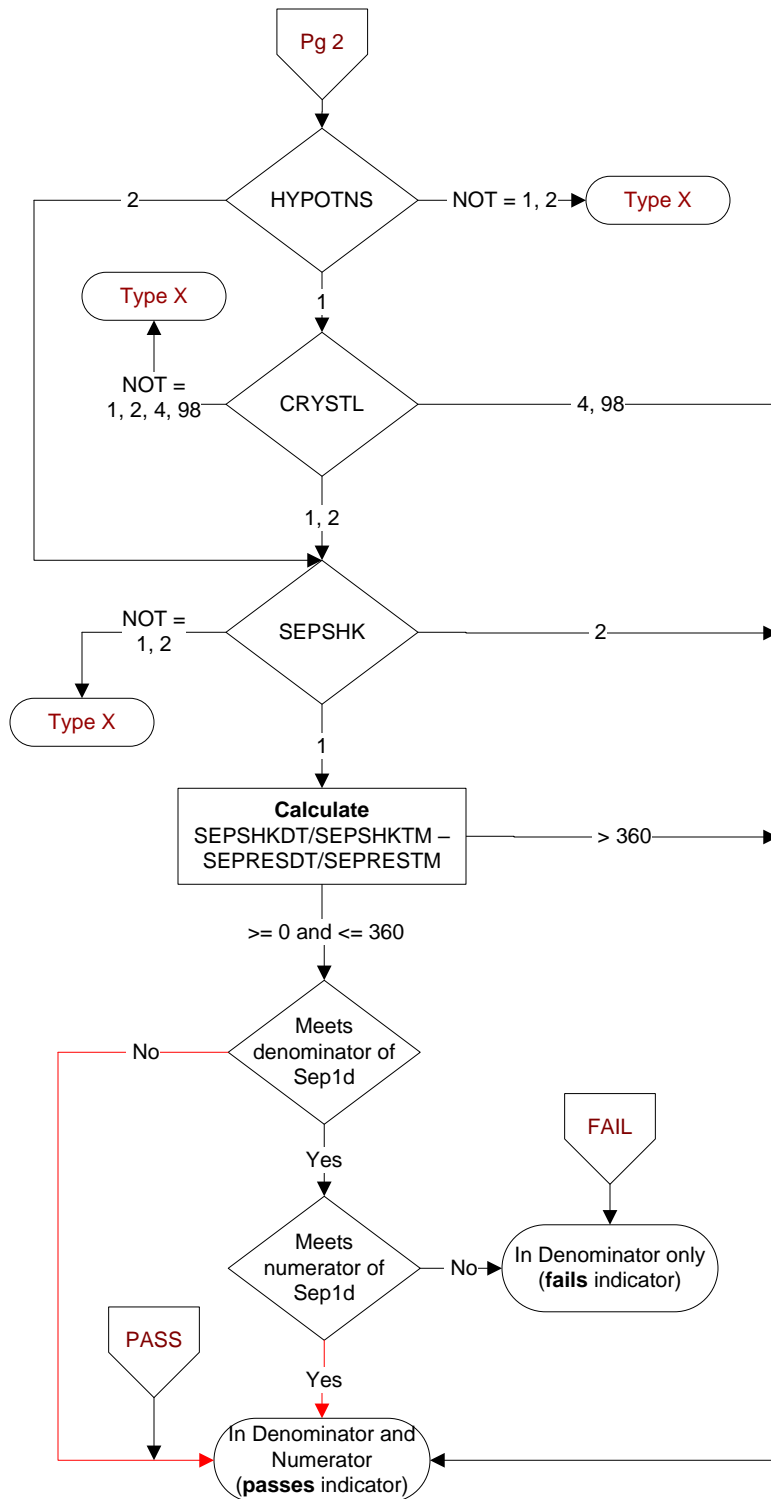 Pg 2
HYPOTNS
2
NOT = 1, 2
Type X
1
Type X
NOT =
1, 2, 4, 98
CRYSTL
4, 98
1, 2
NOT =
1, 2
SEPSHK
2
Type X
1
Calculate
SEPSHKDT/SEPSHKTM –
SEPRESDT/SEPRESTM
> 360
>= 0 and <= 360
Meets
denominator of
Sep1d
No
Yes
FAIL
Meets
numerator of
Sep1d
No
In Denominator only
(fails indicator)
PASS
Yes
In Denominator and
Numerator
(passes indicator)